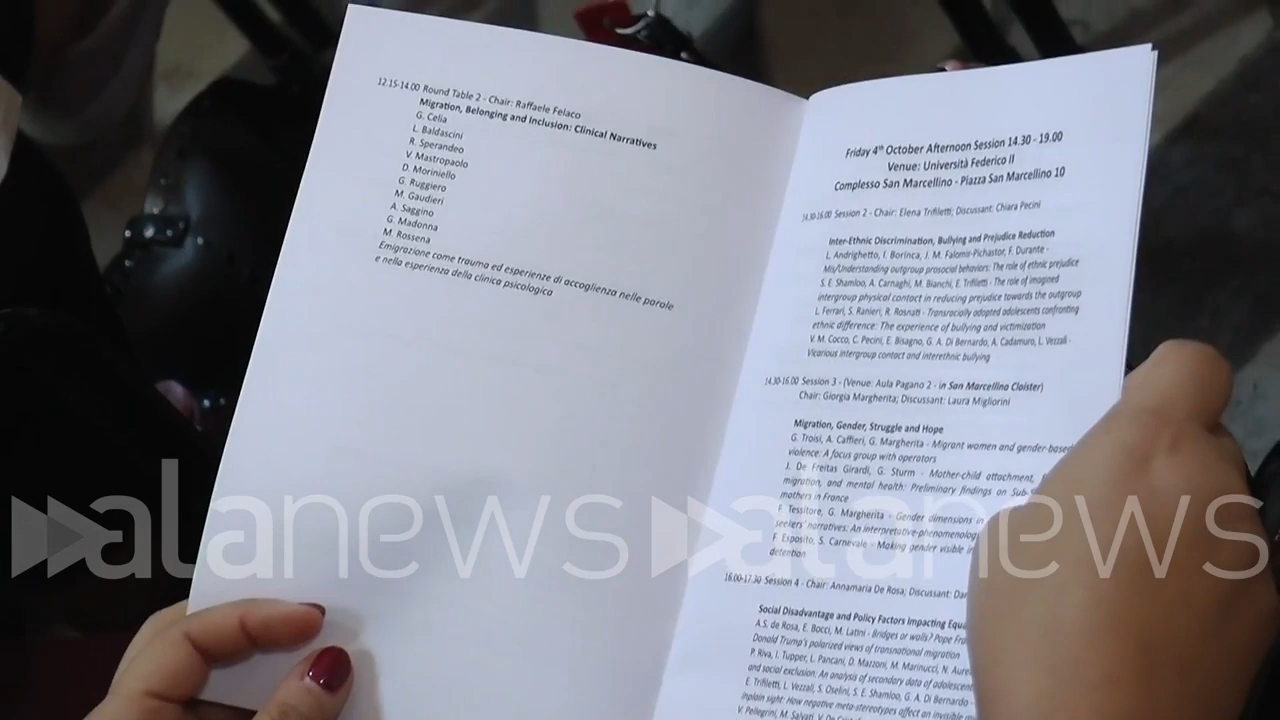 12.15-14.00 Round Table 2 - Chair: Raffaele Felaco
Migration, Belonging and Inclusion: Clinical Narratives
G. Celia
L. Baldascini
R. Sperandeo
V. Mastropaolo
D. Moriniello
G. Ruggiero
M. Gaudieri
A. Saggino
G. Madonna
M. Rossena
Emigrazione come trauma ed esperienze di accoglienza nelle parole
e nella esperienza della clinica psicologica
Friday 4th October Afternoon Session 14.30 - 19.00
Venue: Università Federico II
Complesso San Marcellino - Piazza San Marcellino 10
14.30-16.00 Session 2 - Chair: Elena Trifiletti; Discussant: Chiara Pecini
Inter-Ethnic Discrimination, Bullying and Prejudice Reduction
L. Andrighetto, I. Borinca, J. M. Falomir-Pichastor, F. Durante -
Mis/Understanding outgroup prosocial behaviors: The role of ethnic prejudice
S. E. Shamloo, A. Carnaghi, M. Bianchi, E. Trifiletti - The role of imagined
intergroup physical contact in reducing prejudice towards the outgroup
L. Ferrari, S. Ranieri, R. Rosnati - Transracially adopted adolescents confronting
ethnic difference: The experience of bullying and victimization
V. M. Cocco, C. Pecini, E. Bisagno, G. A. Di Bernardo, A. Cadamuro, L. Vezzali -
Vicarious intergroup contact and interethnic bullying
14.30-16.00 Session 3 - (Venue: Aula Pagano 2 - in San Marcellino Cloister)
Chair: Giorgia Margherita; Discussant: Laura Migliorini
Migration, Gender, Struggle and Hope
G. Troisi, A. Caffieri, G. Margherita - Migrant women and gender-based
violence: A focus group with operators
J. De Freitas Girardi, G. Sturm - Mother-child attachment,
migration, and mental health: Preliminary findings on Sub-
mothers in France
F. Tessitore, G. Margherita - Gender dimensions in
seekers' narratives: An interpretative-phenomenolog
F. Esposito, S. Carnevale - Making gender visible in
detention
16.00-17.30 Session 4 - Chair: Annamaria De Rosa; Discussant: Dar
Social Disadvantage and Policy Factors Impacting Equa
A.S. de Rosa, E. Bocci, M. Latini - Bridges or walls? Pope Fra
Donald Trump's polarized views of transnational migration
P. Riva, I. Tupper, L. Pancani, D. Mazzoni, M. Marinucci, N. Aure
and social exclusion: An analysis of secondary data of adolescent
E. Trifiletti, L. Vezzali, S. Oselini, S. E. Shamloo, G. A. Di Bernardo -
inplain sight: How negative meta-stereotypes affect an invisible
V. Pellegrini, M. Salvati,
alanews alanews